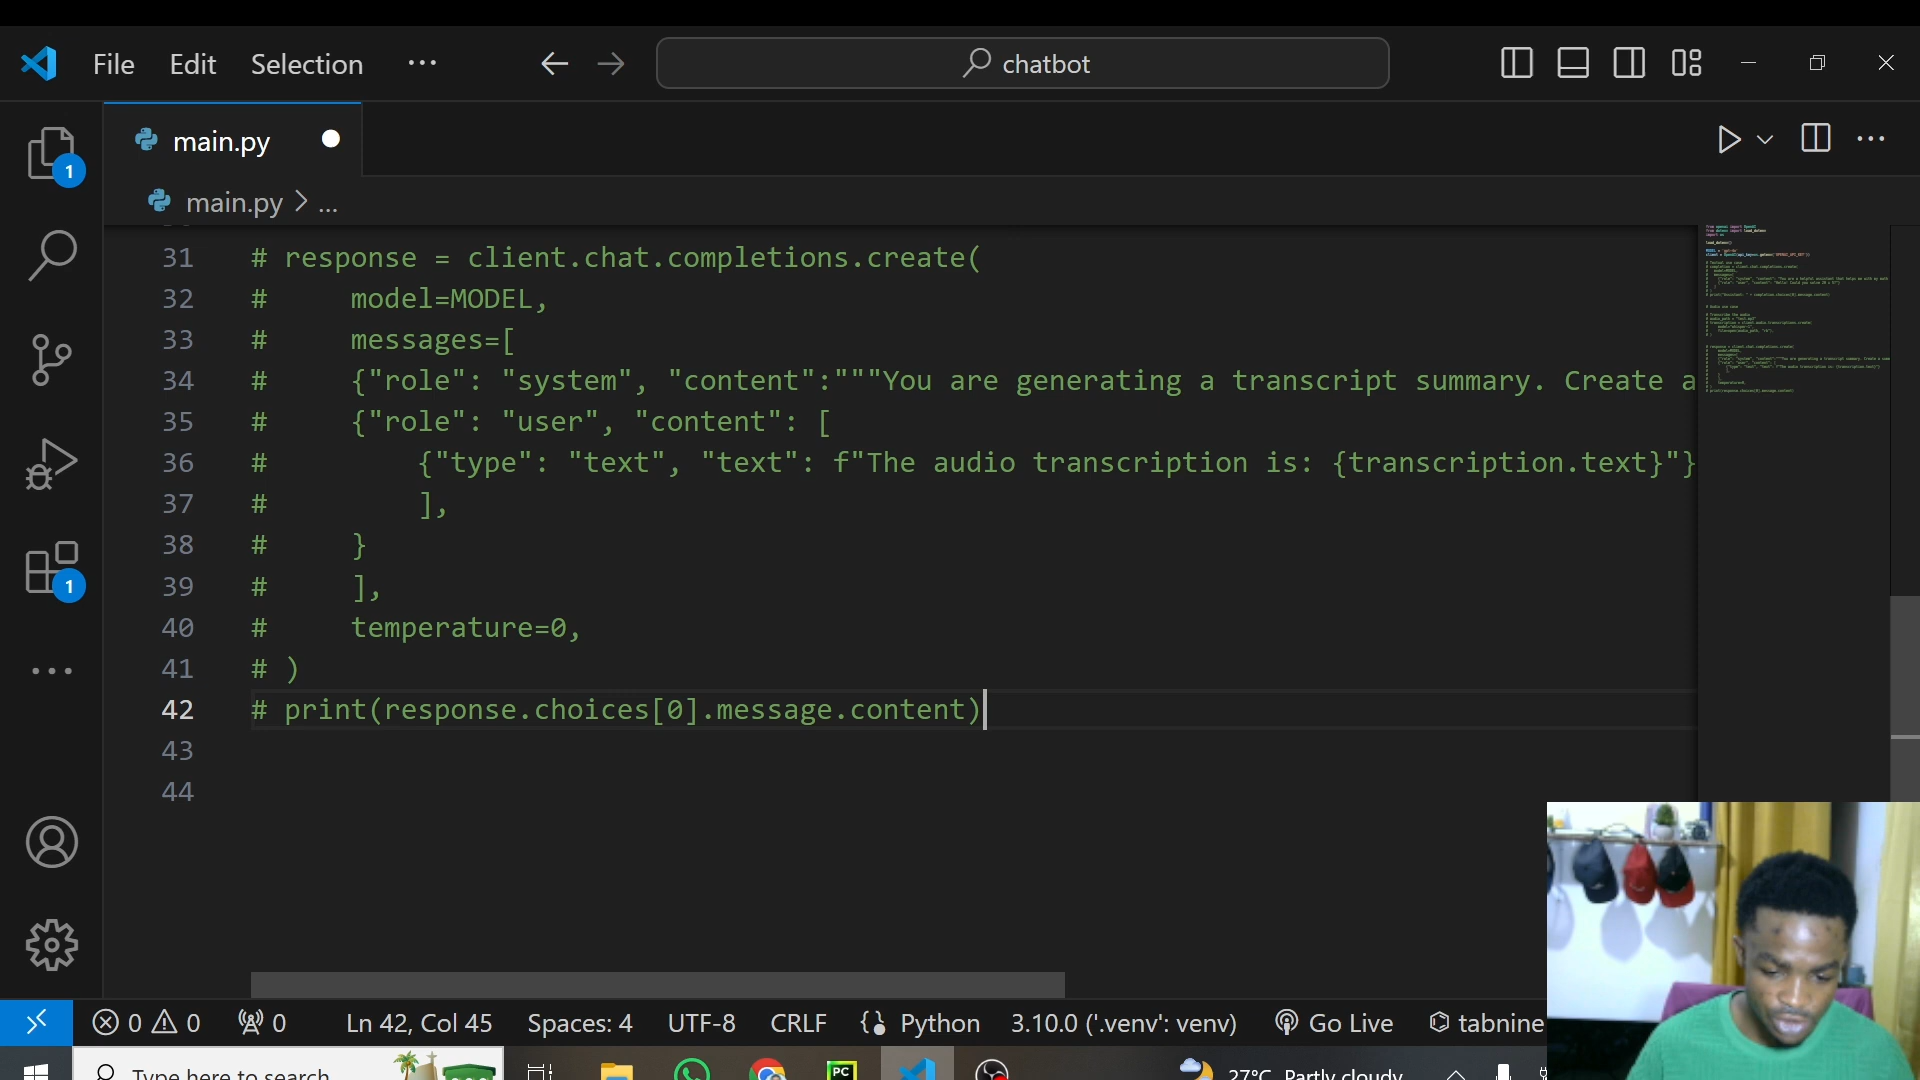 File Edit Selection ··· chatbot
main.py
1
main.py > ...
31 # response = client.chat.completions.create(
32 #     model=MODEL,
33 #     messages=[
34 #     {"role": "system", "content":"""You are generating a transcript summary. Create a
35 #     {"role": "user", "content": [
36 #         {"type": "text", "text": f"The audio transcription is: {transcription.text}"}
37 #         ],
38 #     }
39 #     ],
40 #     temperature=0,
41 # )
42 # print(response.choices[0].message.content)
43
44
1
0 0 0 Ln 42, Col 45 Spaces: 4 UTF-8 CRLF Python 3.10.0 ('.venv': venv) Go Live tabnine
Type here to search PC 27°C Partly cloudy